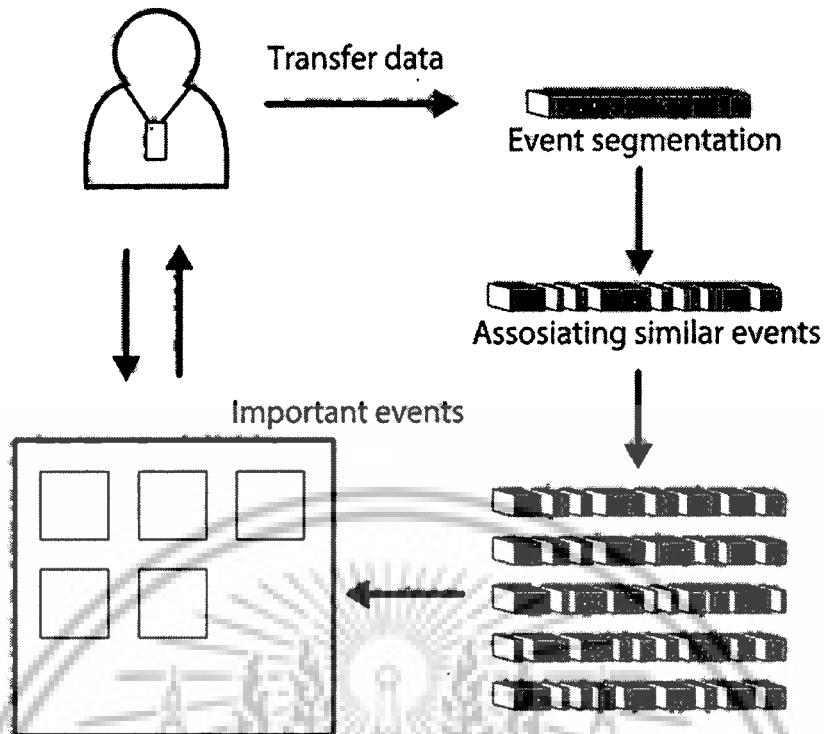 Transfer data
Event segmentation
Assosiating similar events
Important events